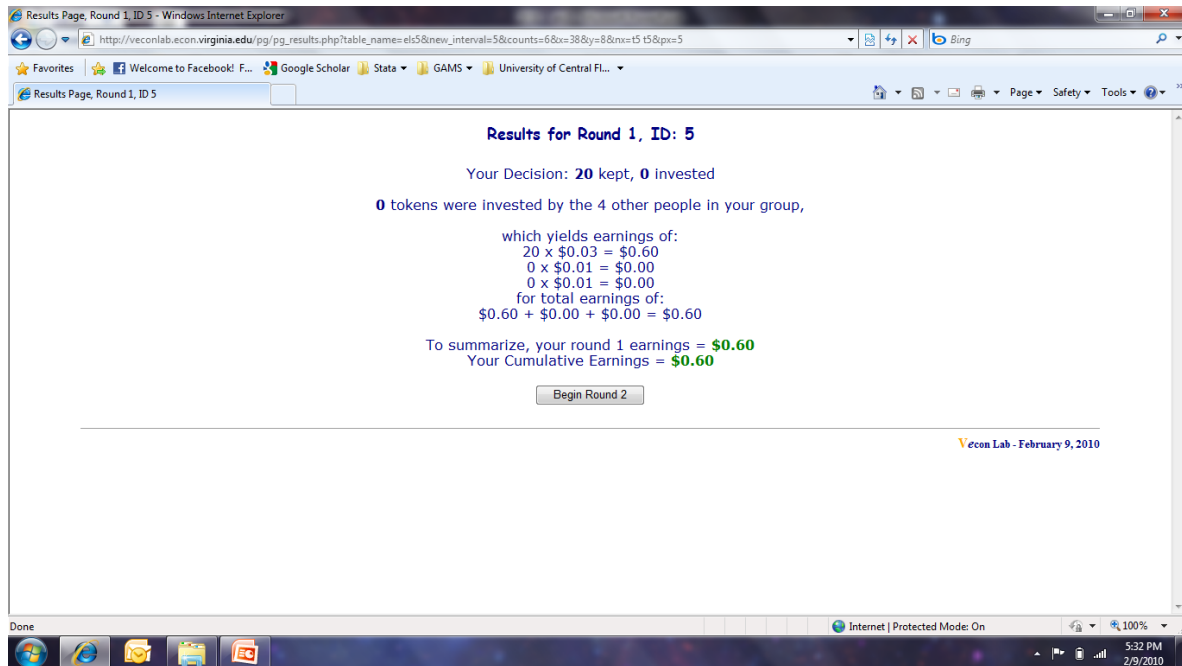 Results Page, Round 1, ID 5 - Windows Internet Explorer
http://veconlab.econ.virginia.edu/pg/pg_results.php?table_name=els5&new_interval=5&counts=6&x=38&y=8&nx=t5 t5&px=5
Bing
Favorites Welcome to Facebook! F... Google Scholar Stata GAMS University of Central Fl...
Results Page, Round 1, ID 5
Page Safety Tools
Results for Round 1, ID: 5
Your Decision: 20 kept, 0 invested
0 tokens were invested by the 4 other people in your group,
which yields earnings of:
20 x $0.03 = $0.60
0 x $0.01 = $0.00
0 x $0.01 = $0.00
for total earnings of:
$0.60 + $0.00 + $0.00 = $0.60
To summarize, your round 1 earnings = $0.60
Your Cumulative Earnings = $0.60
Begin Round 2
Vecon Lab - February 9, 2010
Done
Internet | Protected Mode: On
100%
5:32 PM
2/9/2010